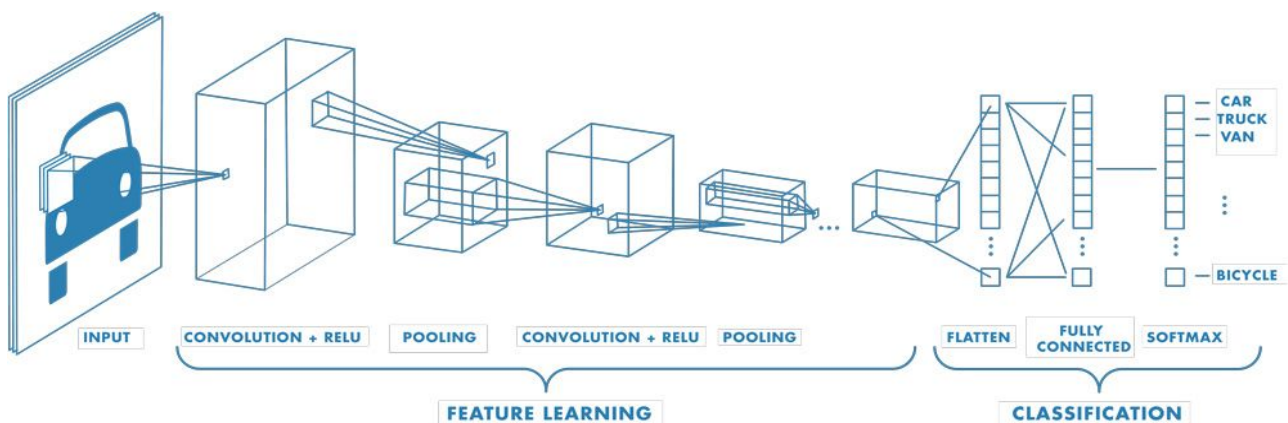 CAR
TRUCK
VAN
BICYCLE
INPUT
CONVOLUTION + RELU
POOLING
CONVOLUTION + RELU
POOLING
FLATTEN
FULLY
CONNECTED
SOFTMAX
FEATURE LEARNING
CLASSIFICATION